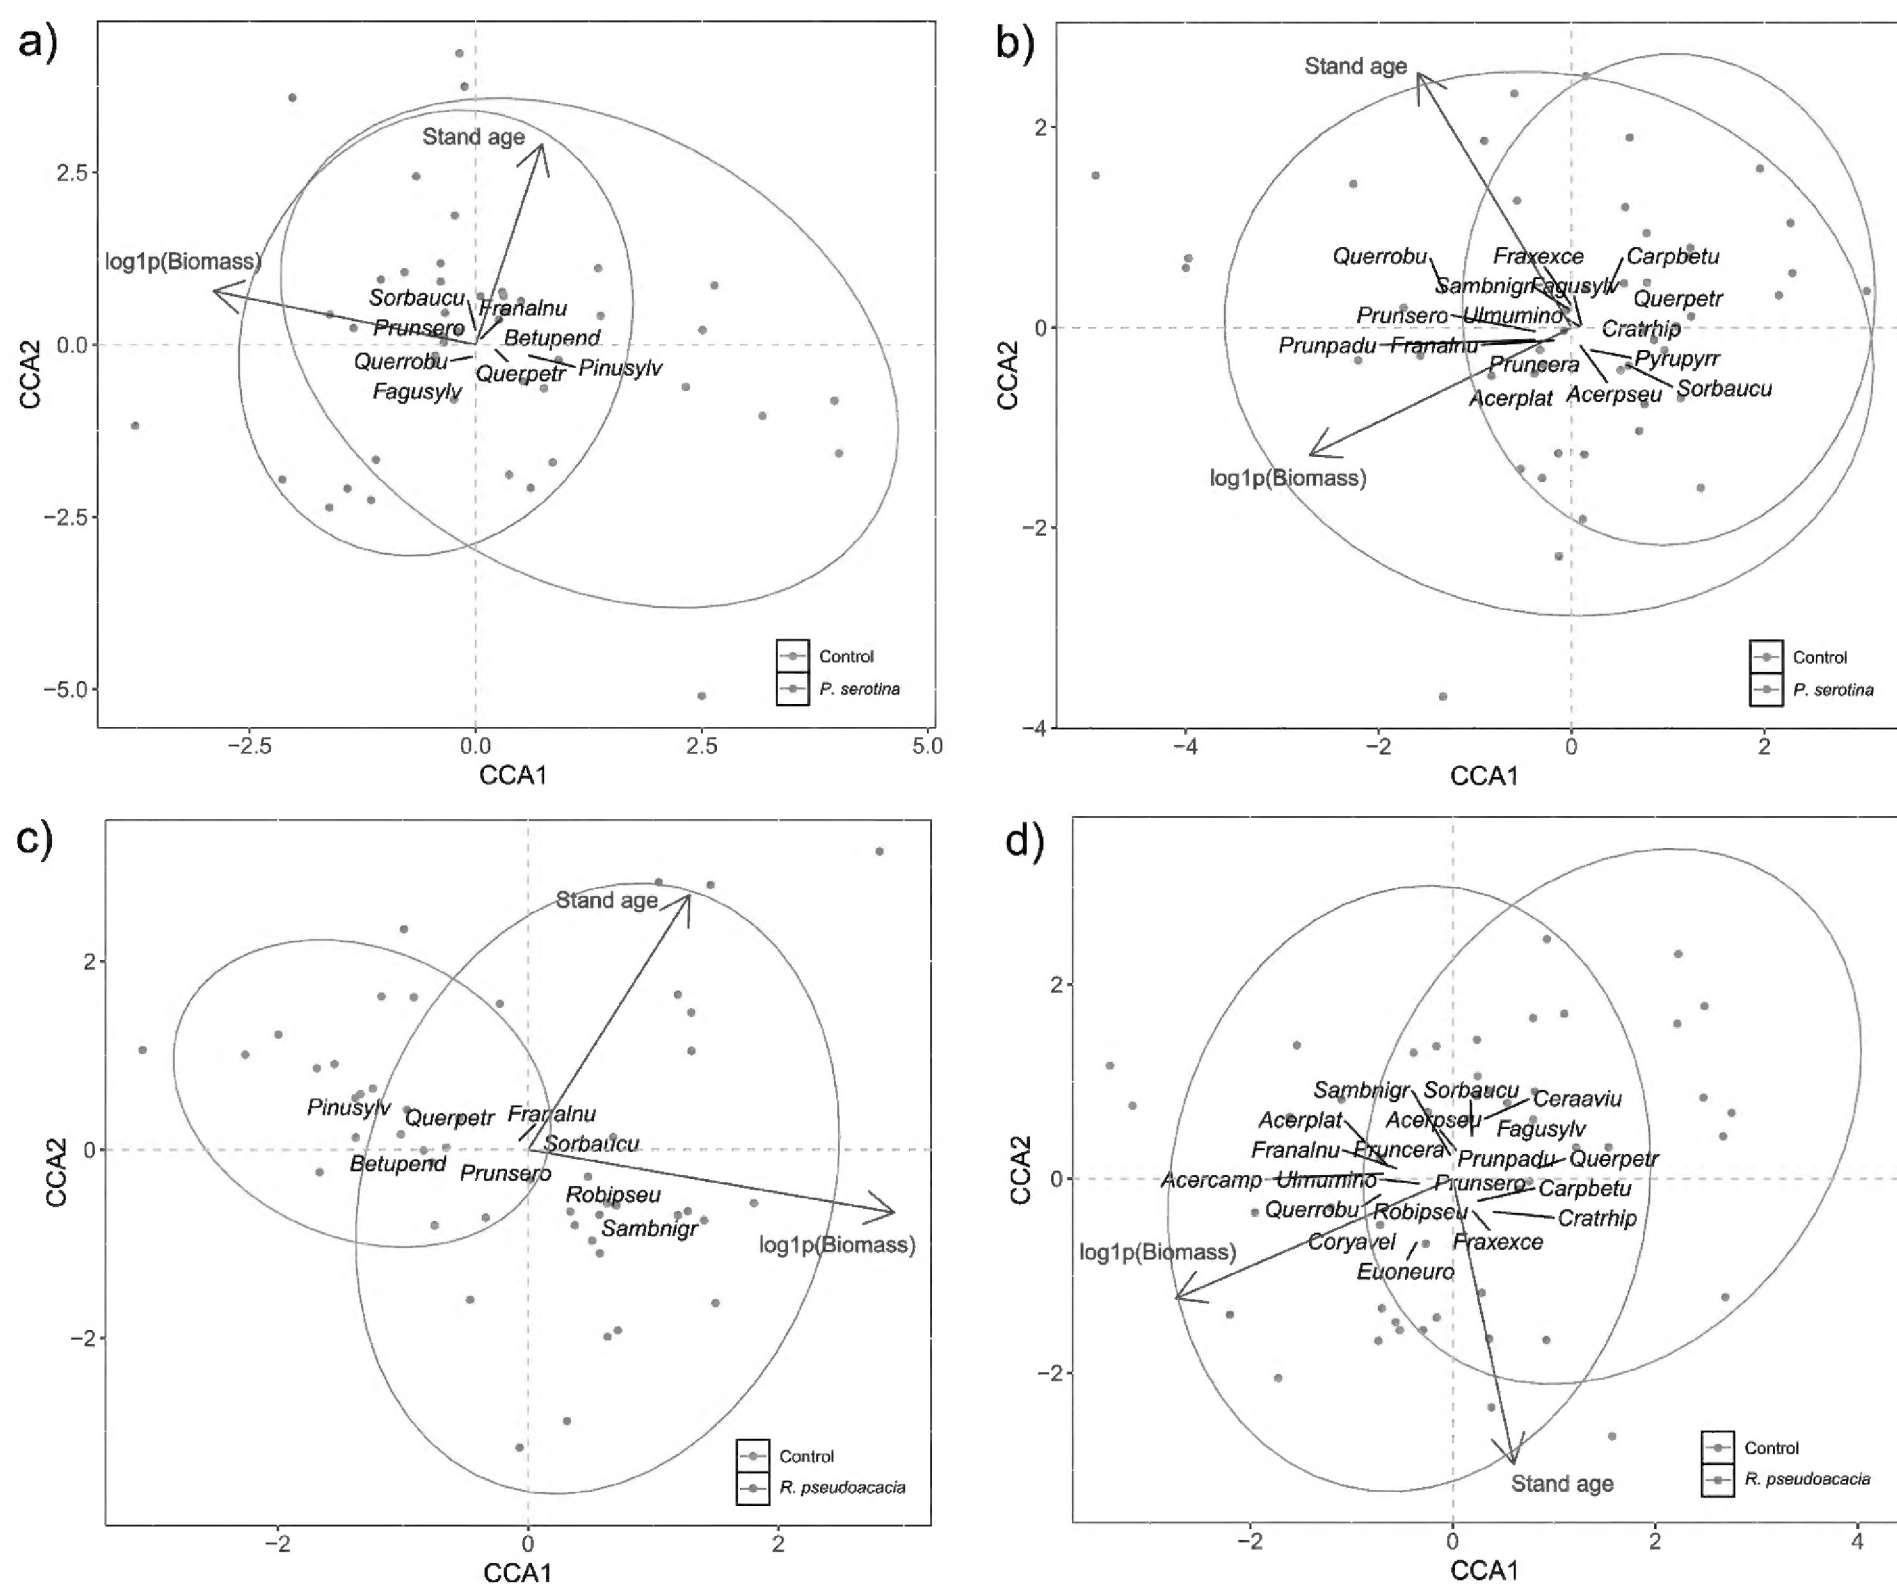 a)
Stand age
log1p(Biomass)
Sorbaucu
Franalnu
Prunsero
Betupend
Querrobu
Querpetr
Pinusylv
Fagusylv
2.5
0.0
−2.5
−5.0
CCA2
Control
P. serotina
−2.5
0.0
2.5
5.0
CCA1
b)
Stand age
Querrobu
Fraxexce
Carpbetu
Sambnigr
Fagusylv
Querpetr
Prunsero
Ulmumino
Cratrhip
Prunpadu
Franalnu
Pruncera
Pyrupyrr
Acerplat
Acerpseu
Sorbaucu
log1p(Biomass)
2
0
−2
−4
CCA2
Control
P. serotina
−4
−2
0
2
CCA1
c)
Stand age
Pinusylv
Querpetr
Franalnu
Sorbaucu
Betupend
Prunsero
Robipseu
Sambnigr
log1p(Biomass)
2
0
−2
CCA2
Control
R. pseudoacacia
−2
0
2
CCA1
d)
Sambnigr
Sorbaucu
Ceraaviu
Acerplat
Acerpseu
Fagusylv
Franalnu
Pruncera
Prunpadu
Querpetr
Acercamp
Ulmumino
Prunsero
Carpbetu
Querrobu
Robipseu
Cratrhip
log1p(Biomass)
Coryavel
Fraxexce
Euoneuro
Stand age
2
0
−2
CCA2
Control
R. pseudoacacia
−2
0
2
4
CCA1